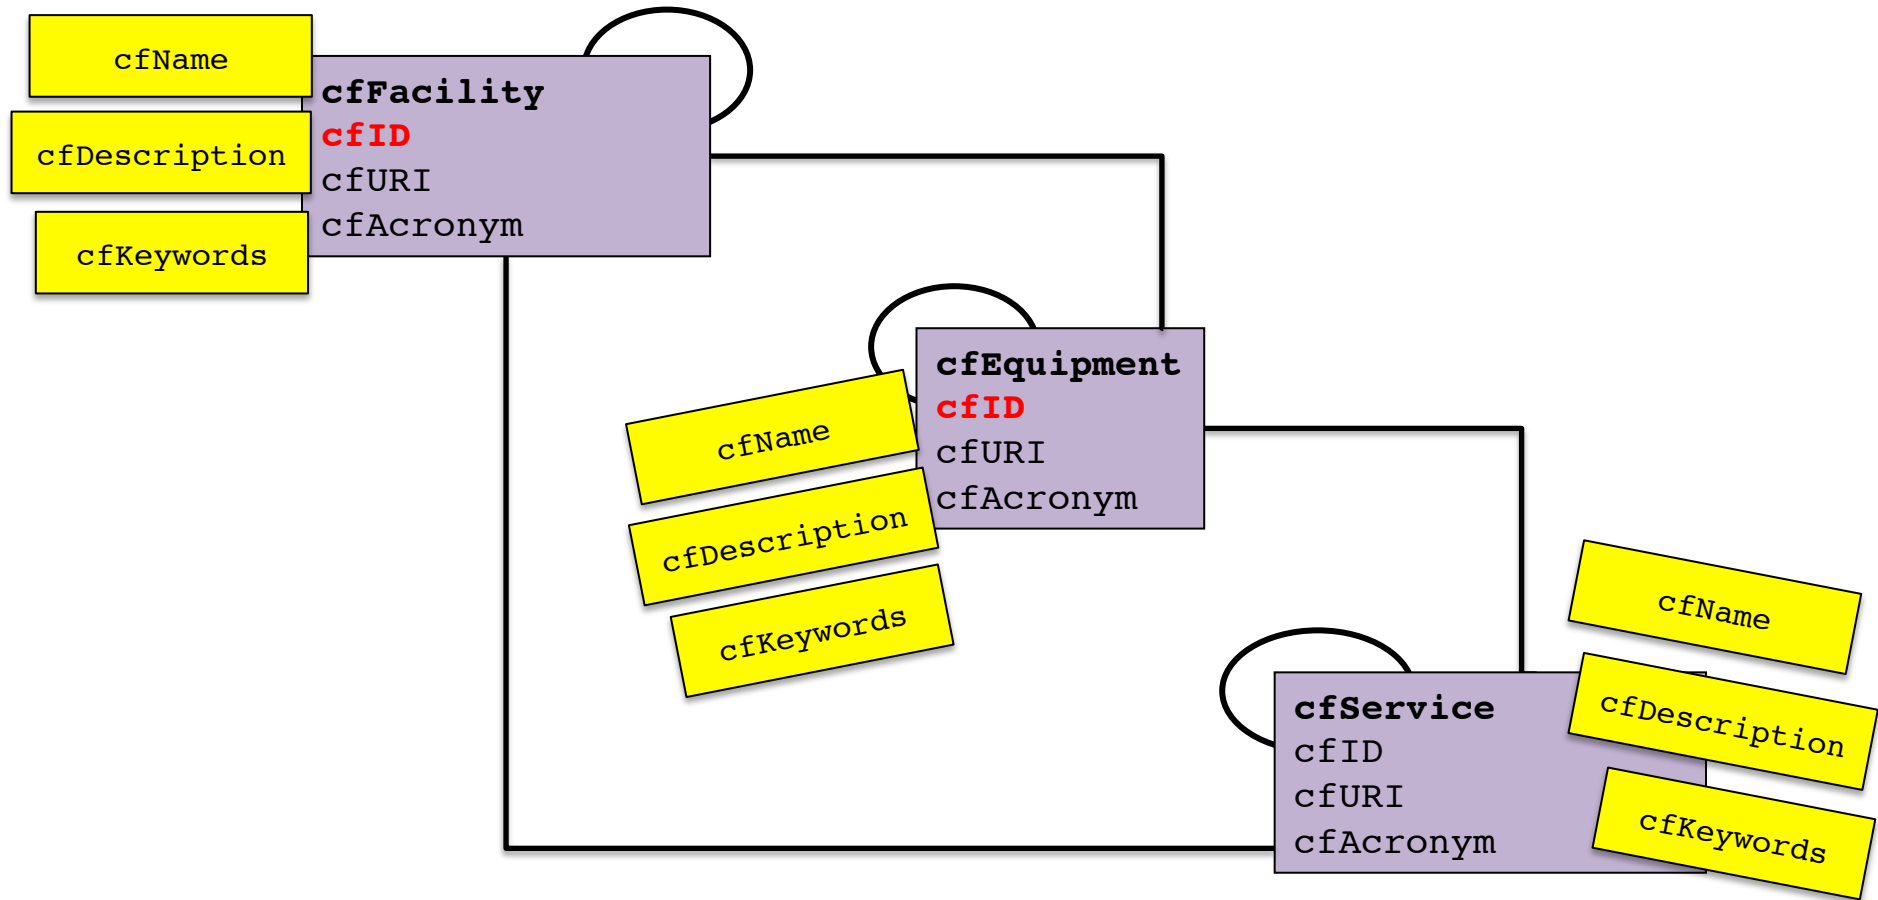 cfName
cfDescription
cfKeywords
cfFacility
cfID
cfURI
cfAcronym
cfName
cfDescription
cfKeywords
cfEquipment
cfID
cfURI
cfAcronym
cfService
cfID
cfURI
cfAcronym
cfName
cfDescription
cfKeywords